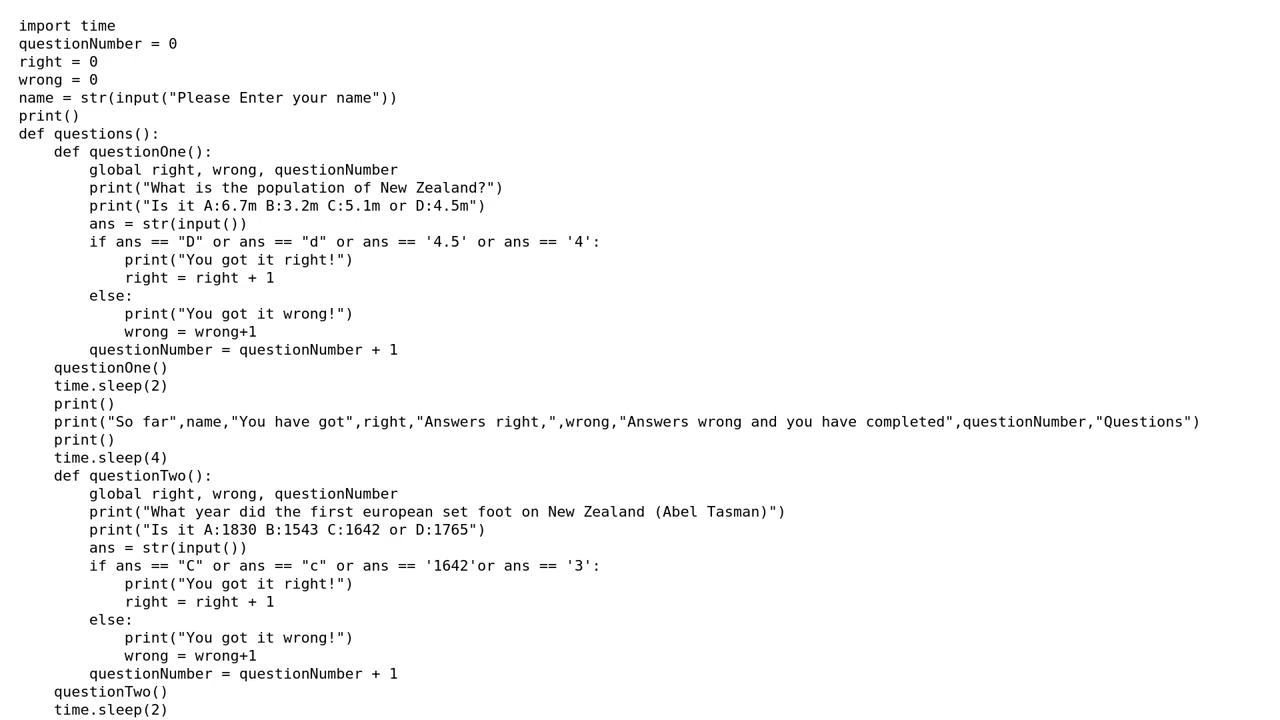 import time
questionNumber = 0
right = 0
wrong = 0
name = str(input("Please Enter your name"))
print()
def questions():
    def questionOne():
        global right, wrong, questionNumber
        print("What is the population of New Zealand?")
        print("Is it A:6.7m B:3.2m C:5.1m or D:4.5m")
        ans = str(input())
        if ans == "D" or ans == "d" or ans == '4.5' or ans == '4':
            print("You got it right!")
            right = right + 1
        else:
            print("You got it wrong!")
            wrong = wrong+1
        questionNumber = questionNumber + 1
    questionOne()
    time.sleep(2)
    print()
    print("So far",name,"You have got",right,"Answers right,",wrong,"Answers wrong and you have completed",questionNumber,"Questions")
    print()
    time.sleep(4)
    def questionTwo():
        global right, wrong, questionNumber
        print("What year did the first european set foot on New Zealand (Abel Tasman)")
        print("Is it A:1830 B:1543 C:1642 or D:1765")
        ans = str(input())
        if ans == "C" or ans == "c" or ans == '1642'or ans == '3':
            print("You got it right!")
            right = right + 1
        else:
            print("You got it wrong!")
            wrong = wrong+1
        questionNumber = questionNumber + 1
    questionTwo()
    time.sleep(2)